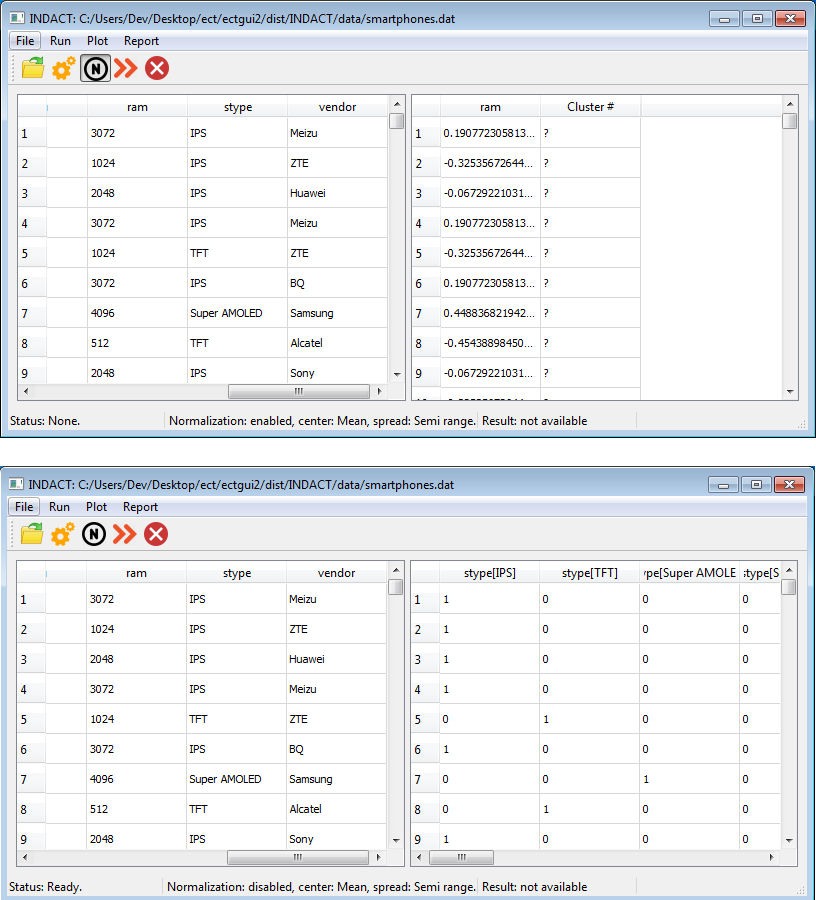 INDACT: C:/Users/Dev/Desktop/ect/ectgui2/dist/INDACT/data/smartphones.dat
File Run Plot Report
N
ram stype vendor ram Cluster #
1 3072 IPS Meizu 1 0.190772305813... ?
2 1024 IPS ZTE 2 -0.32535672644... ?
3 2048 IPS Huawei 3 -0.06729221031... ?
4 3072 IPS Meizu 4 0.190772305813... ?
5 1024 TFT ZTE 5 -0.32535672644... ?
6 3072 IPS BQ 6 0.190772305813... ?
7 4096 Super AMOLED Samsung 7 0.448836821942... ?
8 512 TFT Alcatel 8 -0.45438898450... ?
9 2048 IPS Sony 9 -0.06729221031... ?
Status: None. Normalization: enabled, center: Mean, spread: Semi range. Result: not available
INDACT: C:/Users/Dev/Desktop/ect/ectgui2/dist/INDACT/data/smartphones.dat
File Run Plot Report
N
ram stype vendor stype[IPS] stype[TFT] ype[Super AMOLE stype[S
1 3072 IPS Meizu 1 1 0 0 0
2 1024 IPS ZTE 2 1 0 0 0
3 2048 IPS Huawei 3 1 0 0 0
4 3072 IPS Meizu 4 1 0 0 0
5 1024 TFT ZTE 5 0 1 0 0
6 3072 IPS BQ 6 1 0 0 0
7 4096 Super AMOLED Samsung 7 0 0 1 0
8 512 TFT Alcatel 8 0 1 0 0
9 2048 IPS Sony 9 1 0 0 0
Status: Ready. Normalization: disabled, center: Mean, spread: Semi range. Result: not available